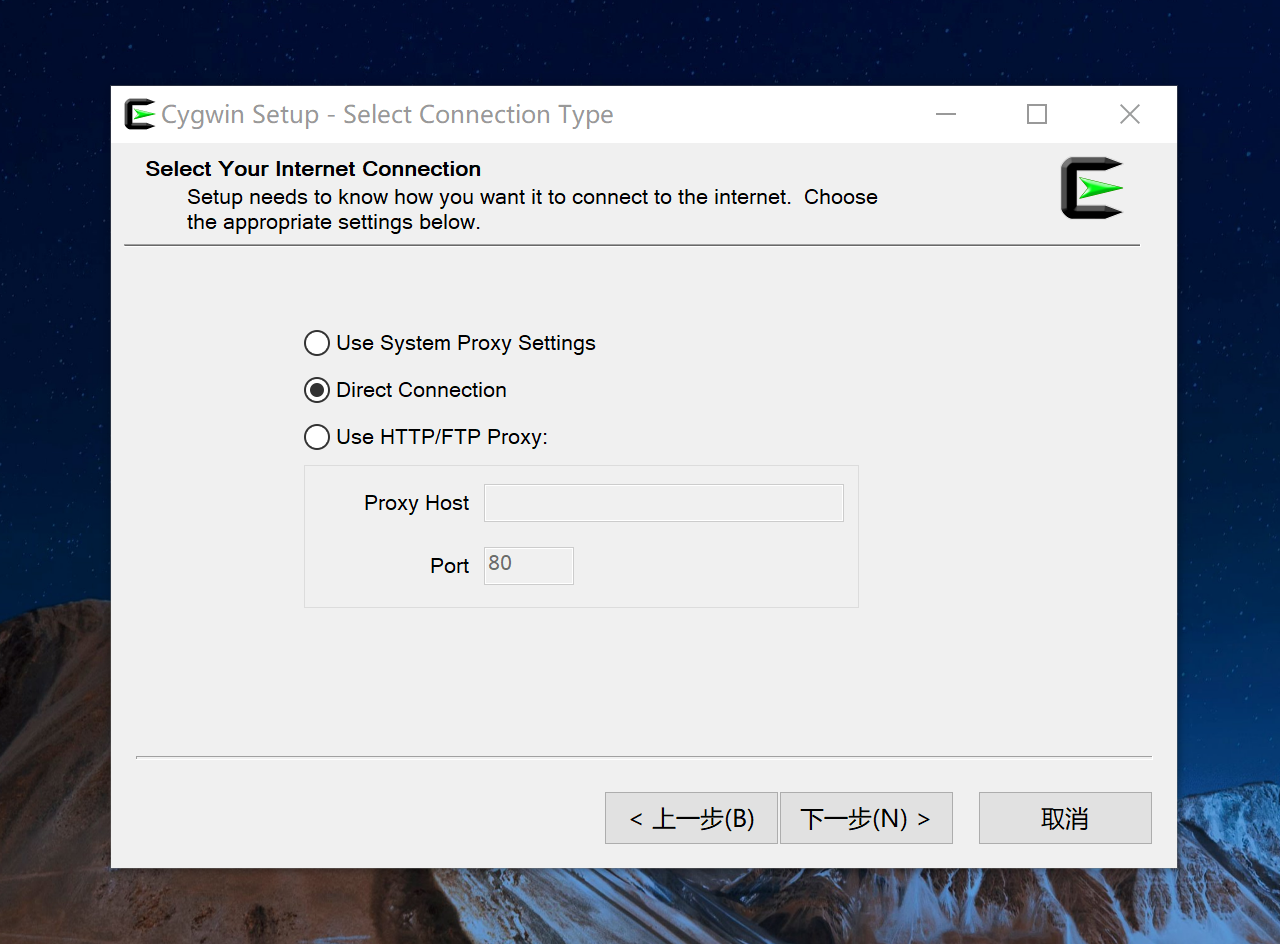 Cygwin Setup - Select Connection Type
Select Your Internet Connection
Setup needs to know how you want it to connect to the internet.  Choose
the appropriate settings below.
Use System Proxy Settings
Direct Connection
Use HTTP/FTP Proxy:
Proxy Host
Port 80
< 上一步(B) 下一步(N) > 取消